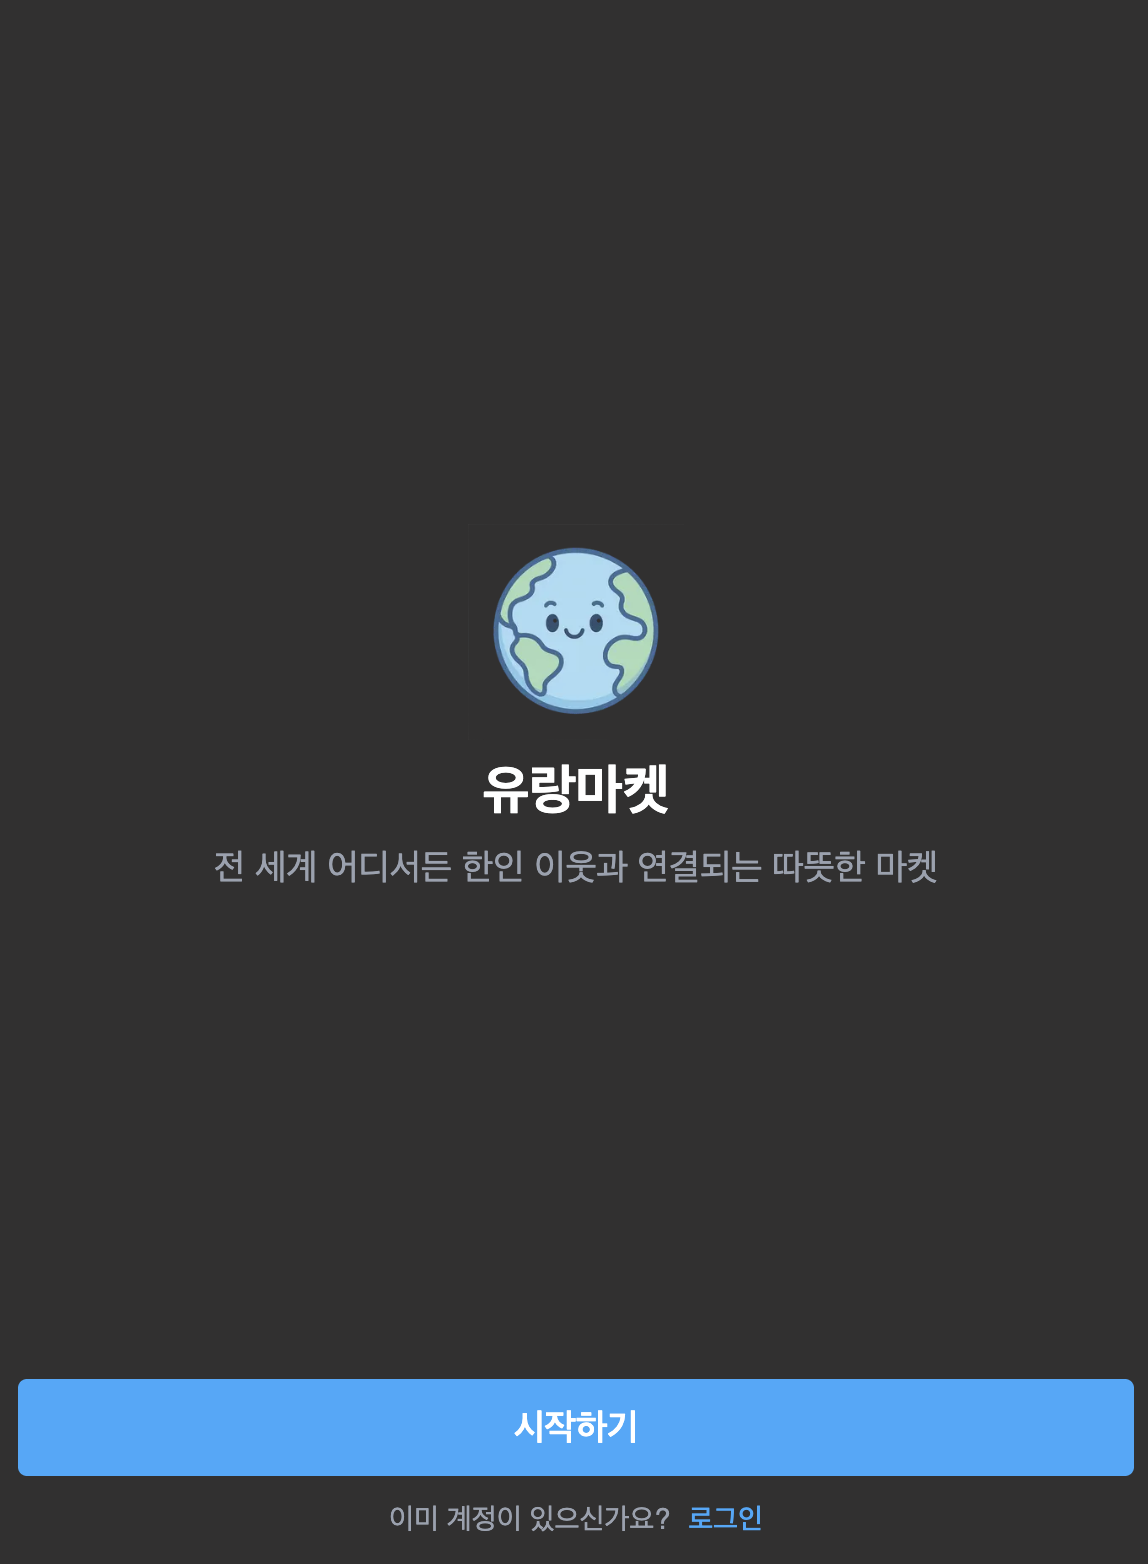 유랑마켓
전 세계 어디서든 한인 이웃과 연결되는 따뜻한 마켓
시작하기
이미 계정이 있으신가요? 로그인